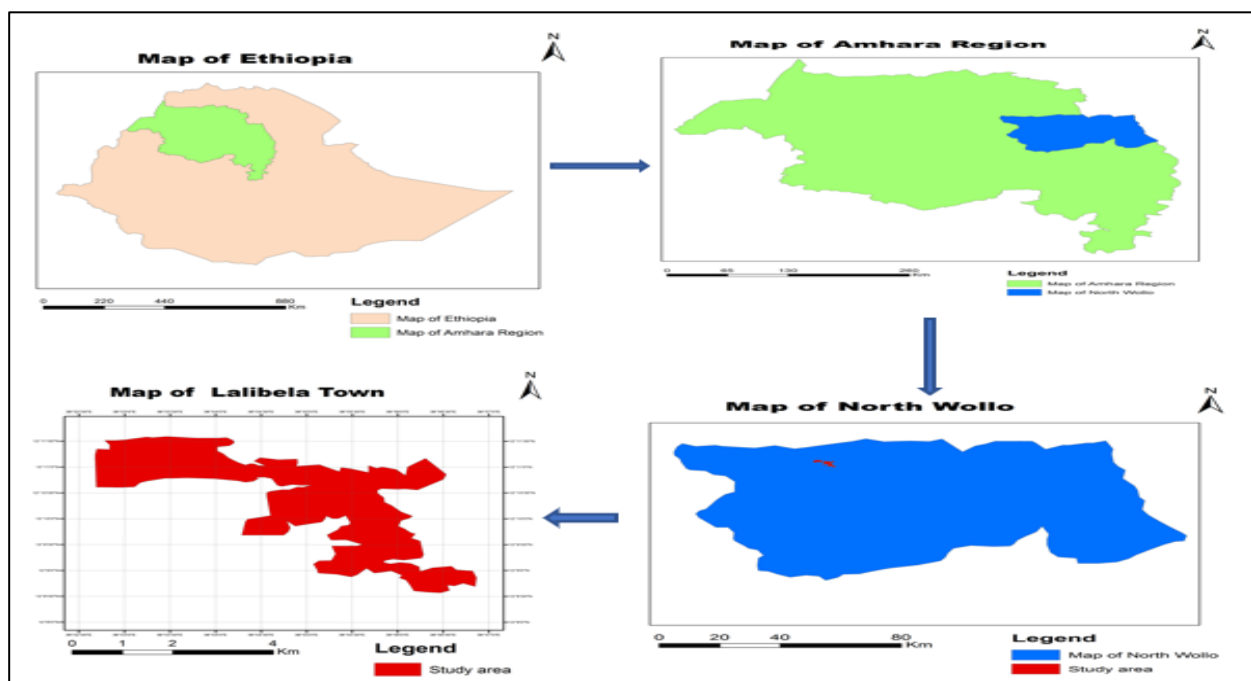 Map of Ethiopia
N
0 220 440 880
Km
Legend
Map of Ethiopia
Map of Amhara Region
Map of Amhara Region
N
0 65 130 260
Km
Legend
Map of Amhara Region
Map of North Wollo
Map of Lalibela Town
N
0 1 2 4
Km
Legend
Study area
Map of North Wollo
N
0 40 80
Km
Legend
Map of North Wollo
Study area